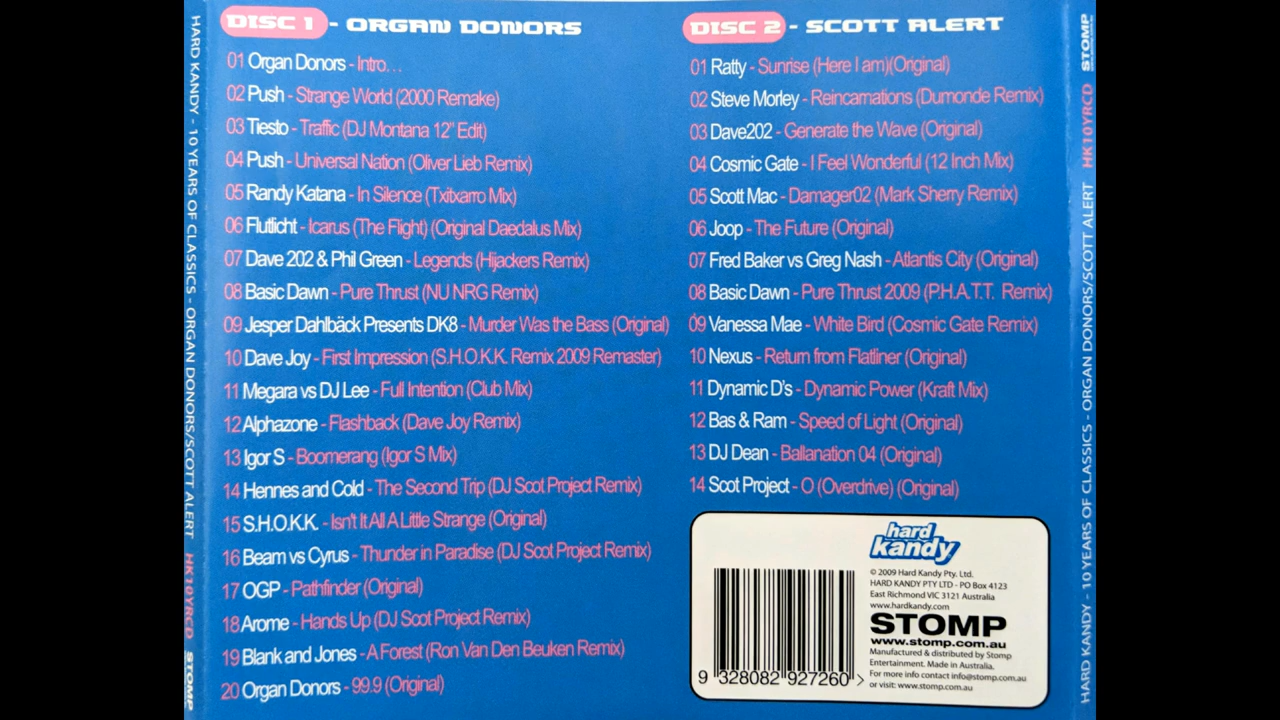 HARD KANDY - 10 YEARS OF CLASSICS - ORGAN DONORS/SCOTT ALERT HK10YRCD STOMP
DISC 1 - ORGAN DONORS
01 Organ Donors - Intro...
02 Push - Strange World (2000 Remake)
03 Tiesto - Traffic (DJ Montana 12" Edit)
04 Push - Universal Nation (Oliver Lieb Remix)
05 Randy Katana - In Silence (Txitxarro Mix)
06 Flutlicht - Icarus (The Flight) (Original Daedalus Mix)
07 Dave 202 & Phil Green - Legends (Hijackers Remix)
08 Basic Dawn - Pure Thrust (NU NRG Remix)
09 Jesper Dahlbäck Presents DK8 - Murder Was the Bass (Original)
10 Dave Joy - First Impression (S.H.O.K.K. Remix 2009 Remaster)
11 Megara vs DJ Lee - Full Intention (Club Mix)
12 Alphazone - Flashback (Dave Joy Remix)
13 Igor S - Boomerang (Igor S Mix)
14 Hennes and Cold - The Second Trip (DJ Scot Project Remix)
15 S.H.O.K.K. - Isn't It All A Little Strange (Original)
16 Beam vs Cyrus - Thunder in Paradise (DJ Scot Project Remix)
17 OGP - Pathfinder (Original)
18 Arome - Hands Up (DJ Scot Project Remix)
19 Blank and Jones - A Forest (Ron Van Den Beuken Remix)
20 Organ Donors - 99.9 (Original)
DISC 2 - SCOTT ALERT
01 Ratty - Sunrise (Here I am)(Original)
02 Steve Morley - Reincarnations (Dumonde Remix)
03 Dave202 - Generate the Wave (Original)
04 Cosmic Gate - I Feel Wonderful (12 Inch Mix)
05 Scott Mac - Damager02 (Mark Sherry Remix)
06 Joop - The Future (Original)
07 Fred Baker vs Greg Nash - Atlantis City (Original)
08 Basic Dawn - Pure Thrust 2009 (P.H.A.T.T. Remix)
09 Vanessa Mae - White Bird (Cosmic Gate Remix)
10 Nexus - Return from Flatliner (Original)
11 Dynamic D's - Dynamic Power (Kraft Mix)
12 Bas & Ram - Speed of Light (Original)
13 DJ Dean - Ballanation 04 (Original)
14 Scot Project - O (Overdrive) (Original)
hard
kandy
© 2009 Hard Kandy Pty. Ltd.
HARD KANDY PTY LTD - PO Box 4123
East Richmond VIC 3121 Australia
www.hardkandy.com
STOMP
www.stomp.com.au
Manufactured & distributed by Stomp
Entertainment. Made in Australia.
For more info contact info@stomp.com.au
or visit: www.stomp.com.au
9 328082 927260 >
HARD KANDY - 10 YEARS OF CLASSICS - ORGAN DONORS/SCOTT ALERT HK10YRCD STOMP